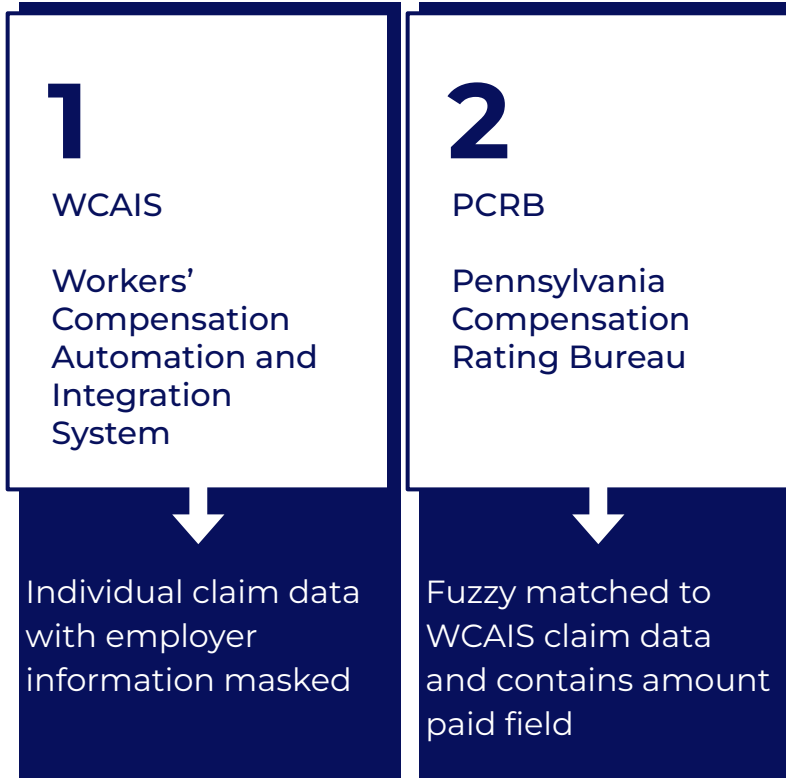 1
WCAIS
Workers’
Compensation
Automation and
Integration
System
Individual claim data
with employer
information masked
2
PCRB
Pennsylvania
Compensation
Rating Bureau
Fuzzy matched to
WCAIS claim data
and contains amount
paid field